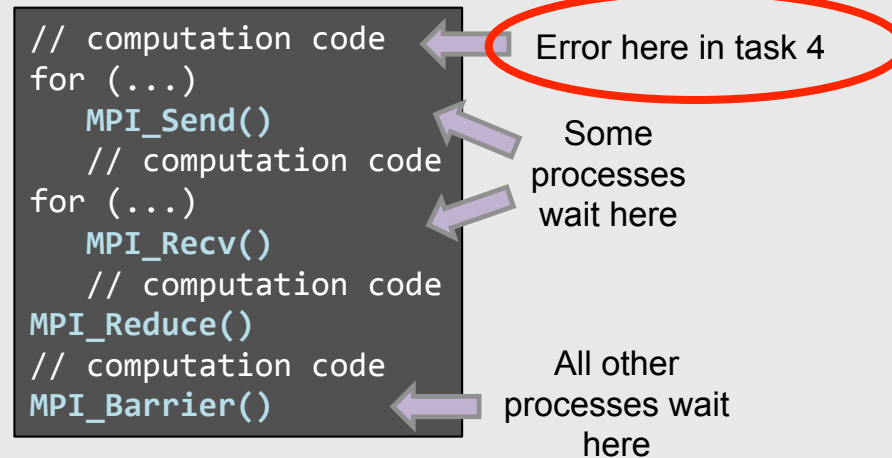 // computation code
for (...)
MPI_Send()
// computation code
for (...)
MPI_Recv()
// computation code
MPI_Reduce()
// computation code
MPI_Barrier()
Error here in task 4
Some
processes
wait here
All other
processes wait
here